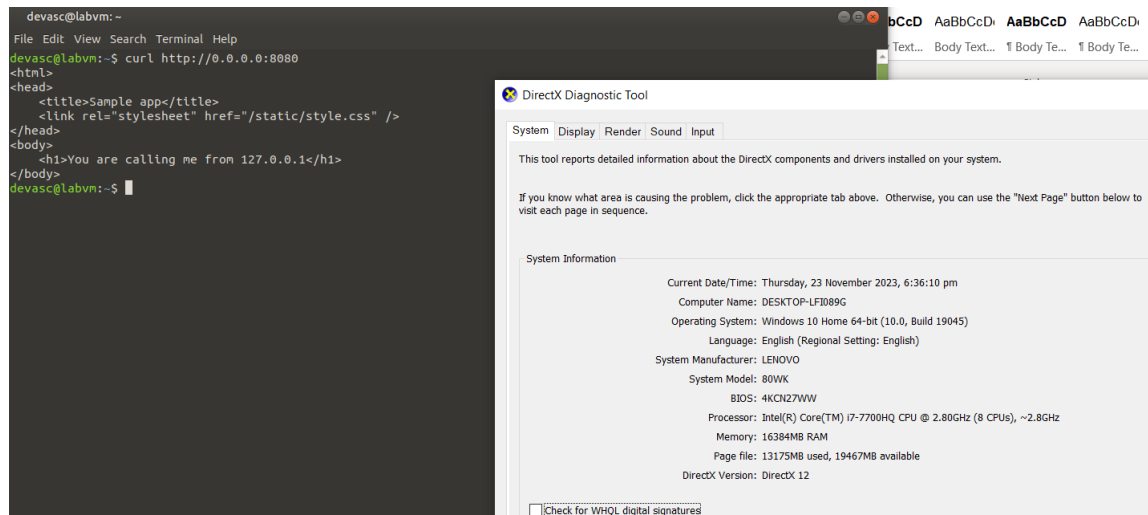 devasc@labvm: ~
File Edit View Search Terminal Help
devasc@labvm:~$ curl http://0.0.0.0:8080
<html>
<head>
    <title>Sample app</title>
    <link rel="stylesheet" href="/static/style.css" />
</head>
<body>
    <h1>You are calling me from 127.0.0.1</h1>
</body>
devasc@labvm:~$
bCcD AaBbCcD AaBbCcD AaBbCcD
Text... Body Text... ¶ Body Te... ¶ Body Te...
DirectX Diagnostic Tool
System Display Render Sound Input
This tool reports detailed information about the DirectX components and drivers installed on your system.
If you know what area is causing the problem, click the appropriate tab above. Otherwise, you can use the "Next Page" button below to
visit each page in sequence.
System Information
Current Date/Time: Thursday, 23 November 2023, 6:36:10 pm
Computer Name: DESKTOP-LFI089G
Operating System: Windows 10 Home 64-bit (10.0, Build 19045)
Language: English (Regional Setting: English)
System Manufacturer: LENOVO
System Model: 80WK
BIOS: 4KCN27WW
Processor: Intel(R) Core(TM) i7-7700HQ CPU @ 2.80GHz (8 CPUs), ~2.8GHz
Memory: 16384MB RAM
Page file: 13175MB used, 19467MB available
DirectX Version: DirectX 12
Check for WHQL digital signatures